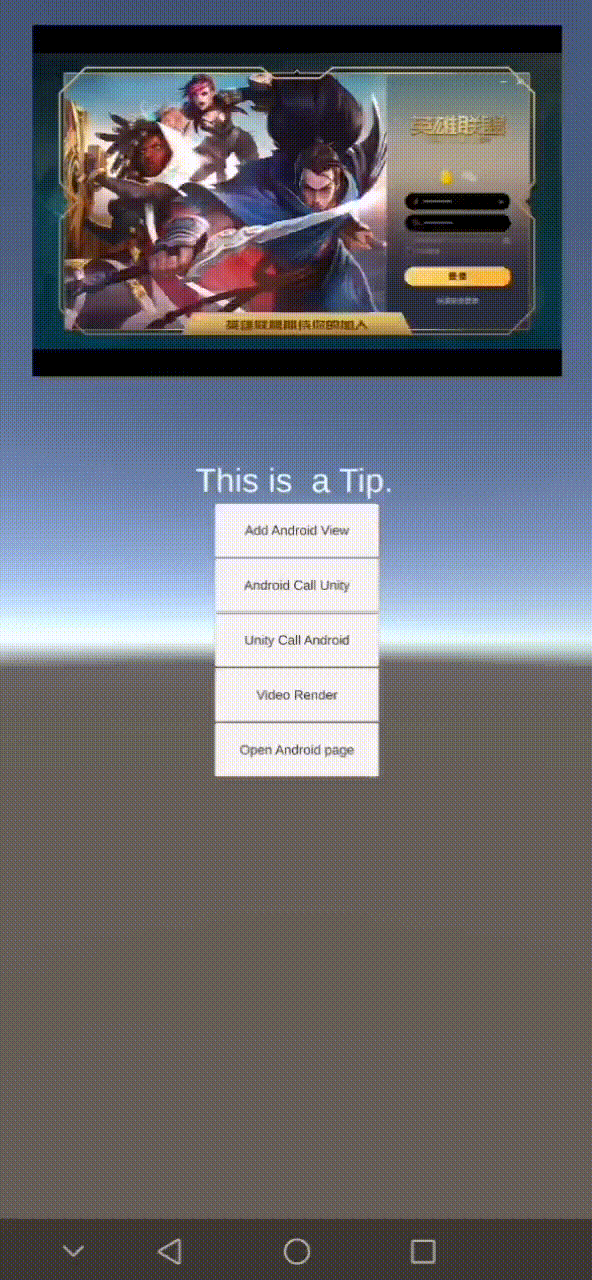 英雄联盟
登录
英雄联盟期待你的加入
This is  a Tip.
Add Android View
Android Call Unity
Unity Call Android
Video Render
Open Android page